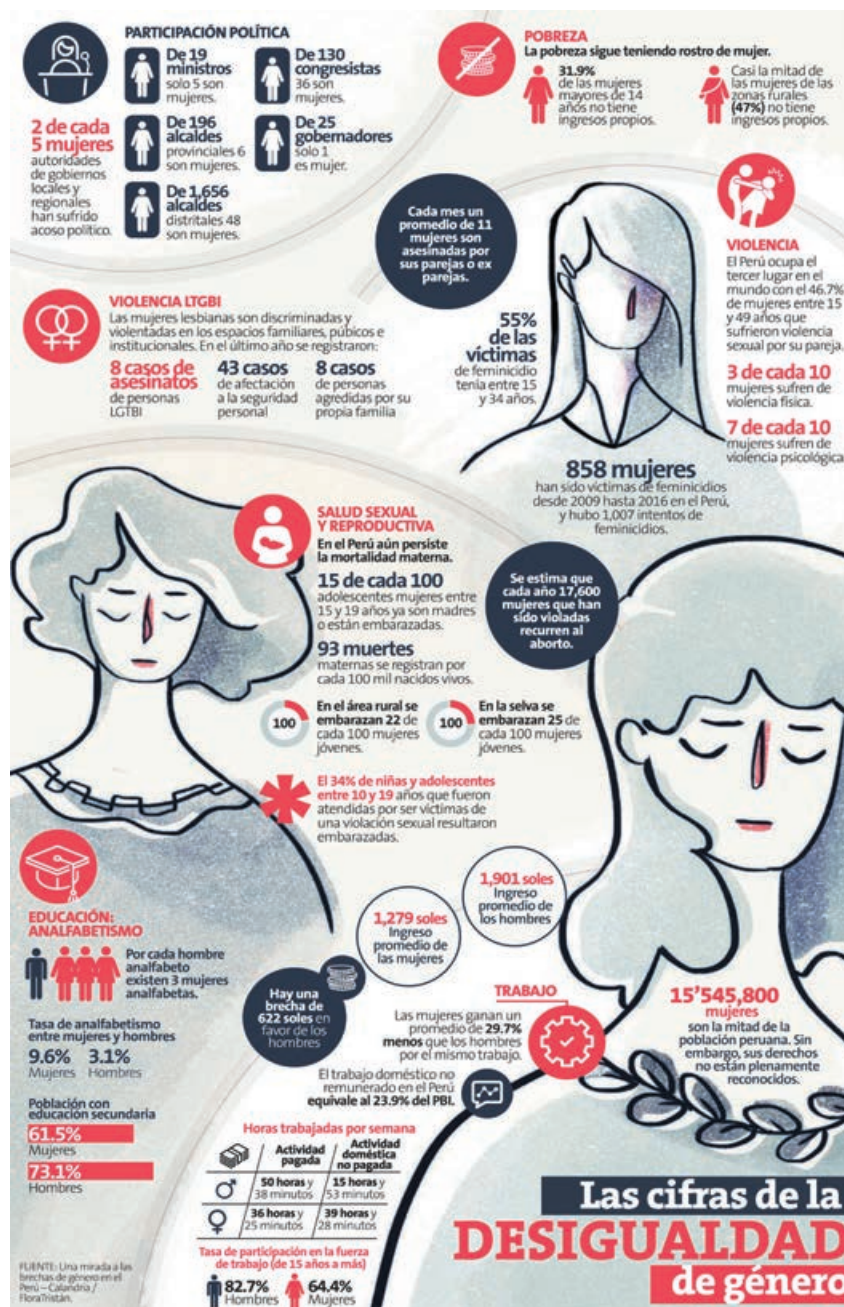 PARTICIPACIÓN POLÍTICA
De 19
ministros
solo 5 son
mujeres.
De 130
congresistas
36 son
mujeres.
2 de cada
5 mujeres
autoridades
de gobiernos
locales y
regionales
han sufrido
acoso político.
De 196
alcaldes
provinciales 6
son mujeres.
De 25
gobernadores
solo 1
es mujer.
De 1,656
alcaldes
distritales 48
son mujeres.
POBREZA
La pobreza sigue teniendo rostro de mujer.
31.9%
de las mujeres
mayores de 14
años no tiene
ingresos propios.
Casi la mitad de
las mujeres de las
zonas rurales
(47%) no tiene
ingresos propios.
Cada mes un
promedio de 11
mujeres son
asesinadas por
sus parejas o ex
parejas.
VIOLENCIA
El Perú ocupa el
tercer lugar en el
mundo con el 46.7%
de mujeres entre 15
y 49 años que
sufrieron violencia
sexual por su pareja.
3 de cada 10
mujeres sufren de
violencia física.
7 de cada 10
mujeres sufren de
violencia psicológica
VIOLENCIA LTGBI
Las mujeres lesbianas son discriminadas y
violentadas en los espacios familiares, púbicos e
institucionales. En el último año se registraron:
8 casos de
asesinatos
de personas
LGTBI
43 casos
de afectación
a la seguridad
personal
8 casos
de personas
agredidas por su
propia familia
55%
de las
víctimas
de feminicidio
tenía entre 15
y 34 años.
858 mujeres
han sido víctimas de feminicidios
desde 2009 hasta 2016 en el Perú,
y hubo 1,007 intentos de
feminicidios.
SALUD SEXUAL
Y REPRODUCTIVA
En el Perú aún persiste
la mortalidad materna.
15 de cada 100
adolescentes mujeres entre
15 y 19 años ya son madres
o están embarazadas.
93 muertes
maternas se registran por
cada 100 mil nacidos vivos.
Se estima que
cada año 17,600
mujeres que han
sido violadas
recurren al
aborto.
100
En el área rural se
embarazan 22 de
cada 100 mujeres
jóvenes.
100
En la selva se
embarazan 25 de
cada 100 mujeres
jóvenes.
El 34% de niñas y adolescentes
entre 10 y 19 años que fueron
atendidas por ser víctimas de
una violación sexual resultaron
embarazadas.
EDUCACIÓN:
ANALFABETISMO
Por cada hombre
analfabeto
existen 3 mujeres
analfabetas.
Tasa de analfabetismo
entre mujeres y hombres
9.6% 3.1%
Mujeres Hombres
Población con
educación secundaria
61.5%
Mujeres
73.1%
Hombres
1,279 soles
Ingreso
promedio de
las mujeres
1,901 soles
Ingreso
promedio de
los hombres
Hay una
brecha de
622 soles en
favor de los
hombres
TRABAJO
Las mujeres ganan un
promedio de 29.7%
menos que los hombres
por el mismo trabajo.
El trabajo doméstico no
remunerado en el Perú
equivale al 23.9% del PBI.
15'545,800
mujeres
son la mitad de la
población peruana. Sin
embargo, sus derechos
no están plenamente
reconocidos.
Horas trabajadas por semana
Actividad
pagada
Actividad
doméstica
no pagada
50 horas y
38 minutos
15 horas y
53 minutos
36 horas y
25 minutos
39 horas y
28 minutos
Tasa de participación en la fuerza
de trabajo (de 15 años a más)
82.7%
Hombres
64.4%
Mujeres
Las cifras de la
DESIGUALDAD
de género
FUENTE: Una mirada a las
brechas de género en el
Perú – Calandria /
FloraTristán.